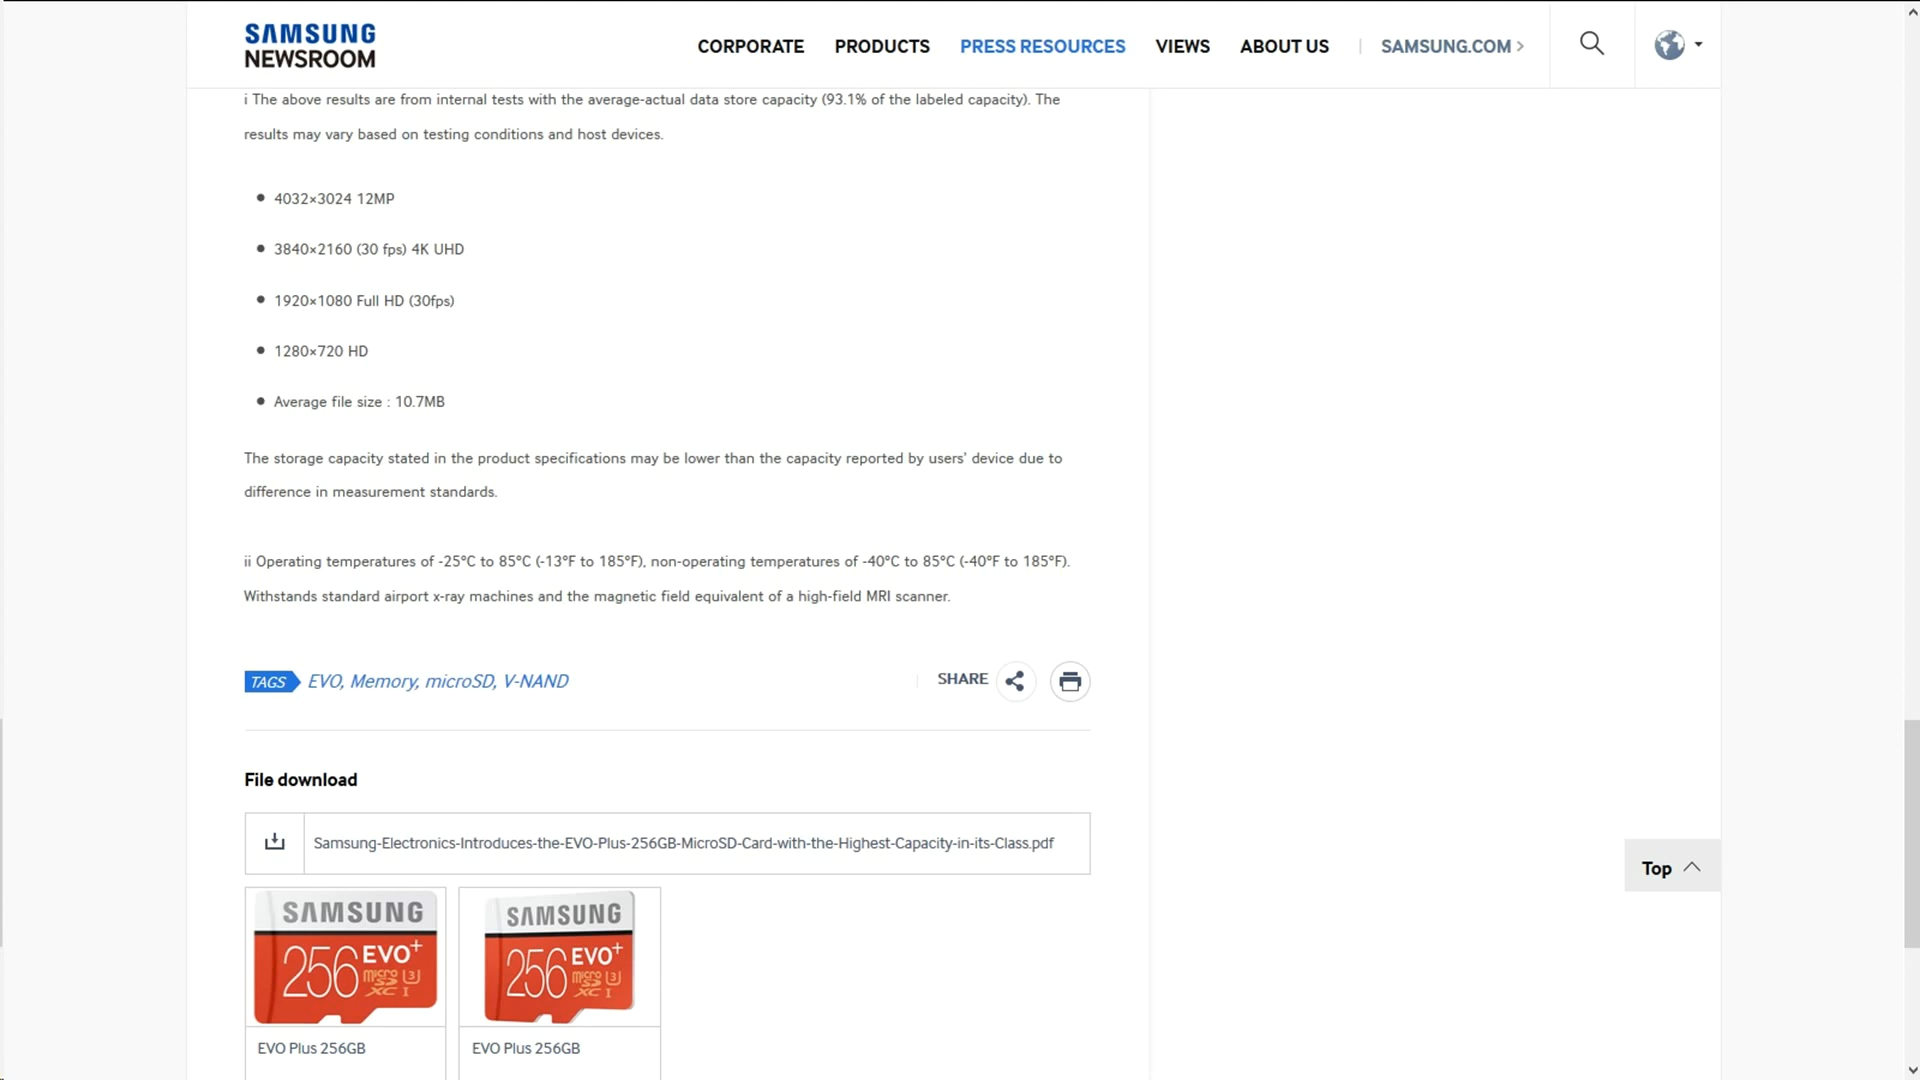 SAMSUNG
NEWSROOM
CORPORATE PRODUCTS PRESS RESOURCES VIEWS ABOUT US | SAMSUNG.COM >
i The above results are from internal tests with the average-actual data store capacity (93.1% of the labeled capacity). The
results may vary based on testing conditions and host devices.
• 4032×3024 12MP
• 3840×2160 (30 fps) 4K UHD
• 1920×1080 Full HD (30fps)
• 1280×720 HD
• Average file size : 10.7MB
The storage capacity stated in the product specifications may be lower than the capacity reported by users' device due to
difference in measurement standards.
ii Operating temperatures of -25°C to 85°C (-13°F to 185°F), non-operating temperatures of -40°C to 85°C (-40°F to 185°F).
Withstands standard airport x-ray machines and the magnetic field equivalent of a high-field MRI scanner.
TAGS EVO, Memory, microSD, V-NAND
SHARE
File download
Samsung-Electronics-Introduces-the-EVO-Plus-256GB-MicroSD-Card-with-the-Highest-Capacity-in-its-Class.pdf
Top
SAMSUNG
256 EVO+
micro SD XC I U3
SAMSUNG
256 EVO+
micro SD XC I U3
EVO Plus 256GB
EVO Plus 256GB